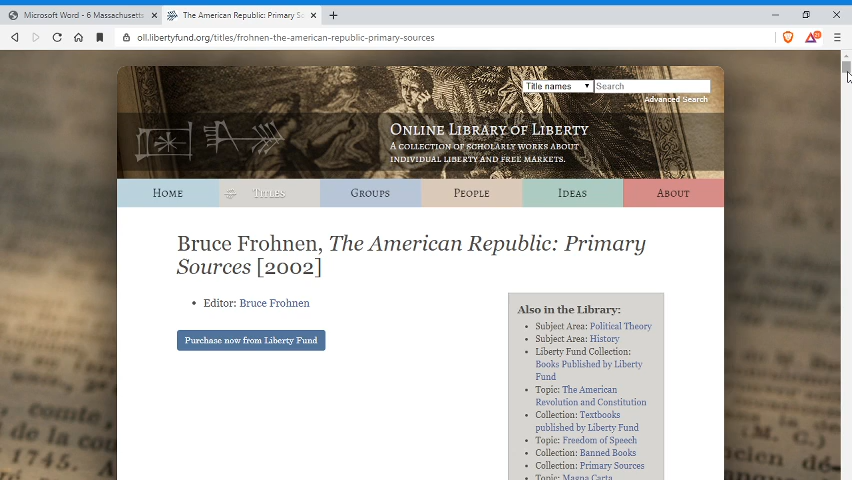 Microsoft Word - 6 Massachusetts
The American Republic: Primary So
oll.libertyfund.org/titles/frohnen-the-american-republic-primary-sources
Title names
Search
Advanced Search
Online Library of Liberty
A collection of scholarly works about
individual liberty and free markets.
Home
Titles
Groups
People
Ideas
About
Bruce Frohnen, The American Republic: Primary
Sources [2002]
• Editor: Bruce Frohnen
Purchase now from Liberty Fund
Also in the Library:
• Subject Area: Political Theory
• Subject Area: History
• Liberty Fund Collection:
Books Published by Liberty
Fund
• Topic: The American
Revolution and Constitution
• Collection: Textbooks
published by Liberty Fund
• Topic: Freedom of Speech
• Collection: Banned Books
• Collection: Primary Sources
• Topic: Magna Carta
1745.